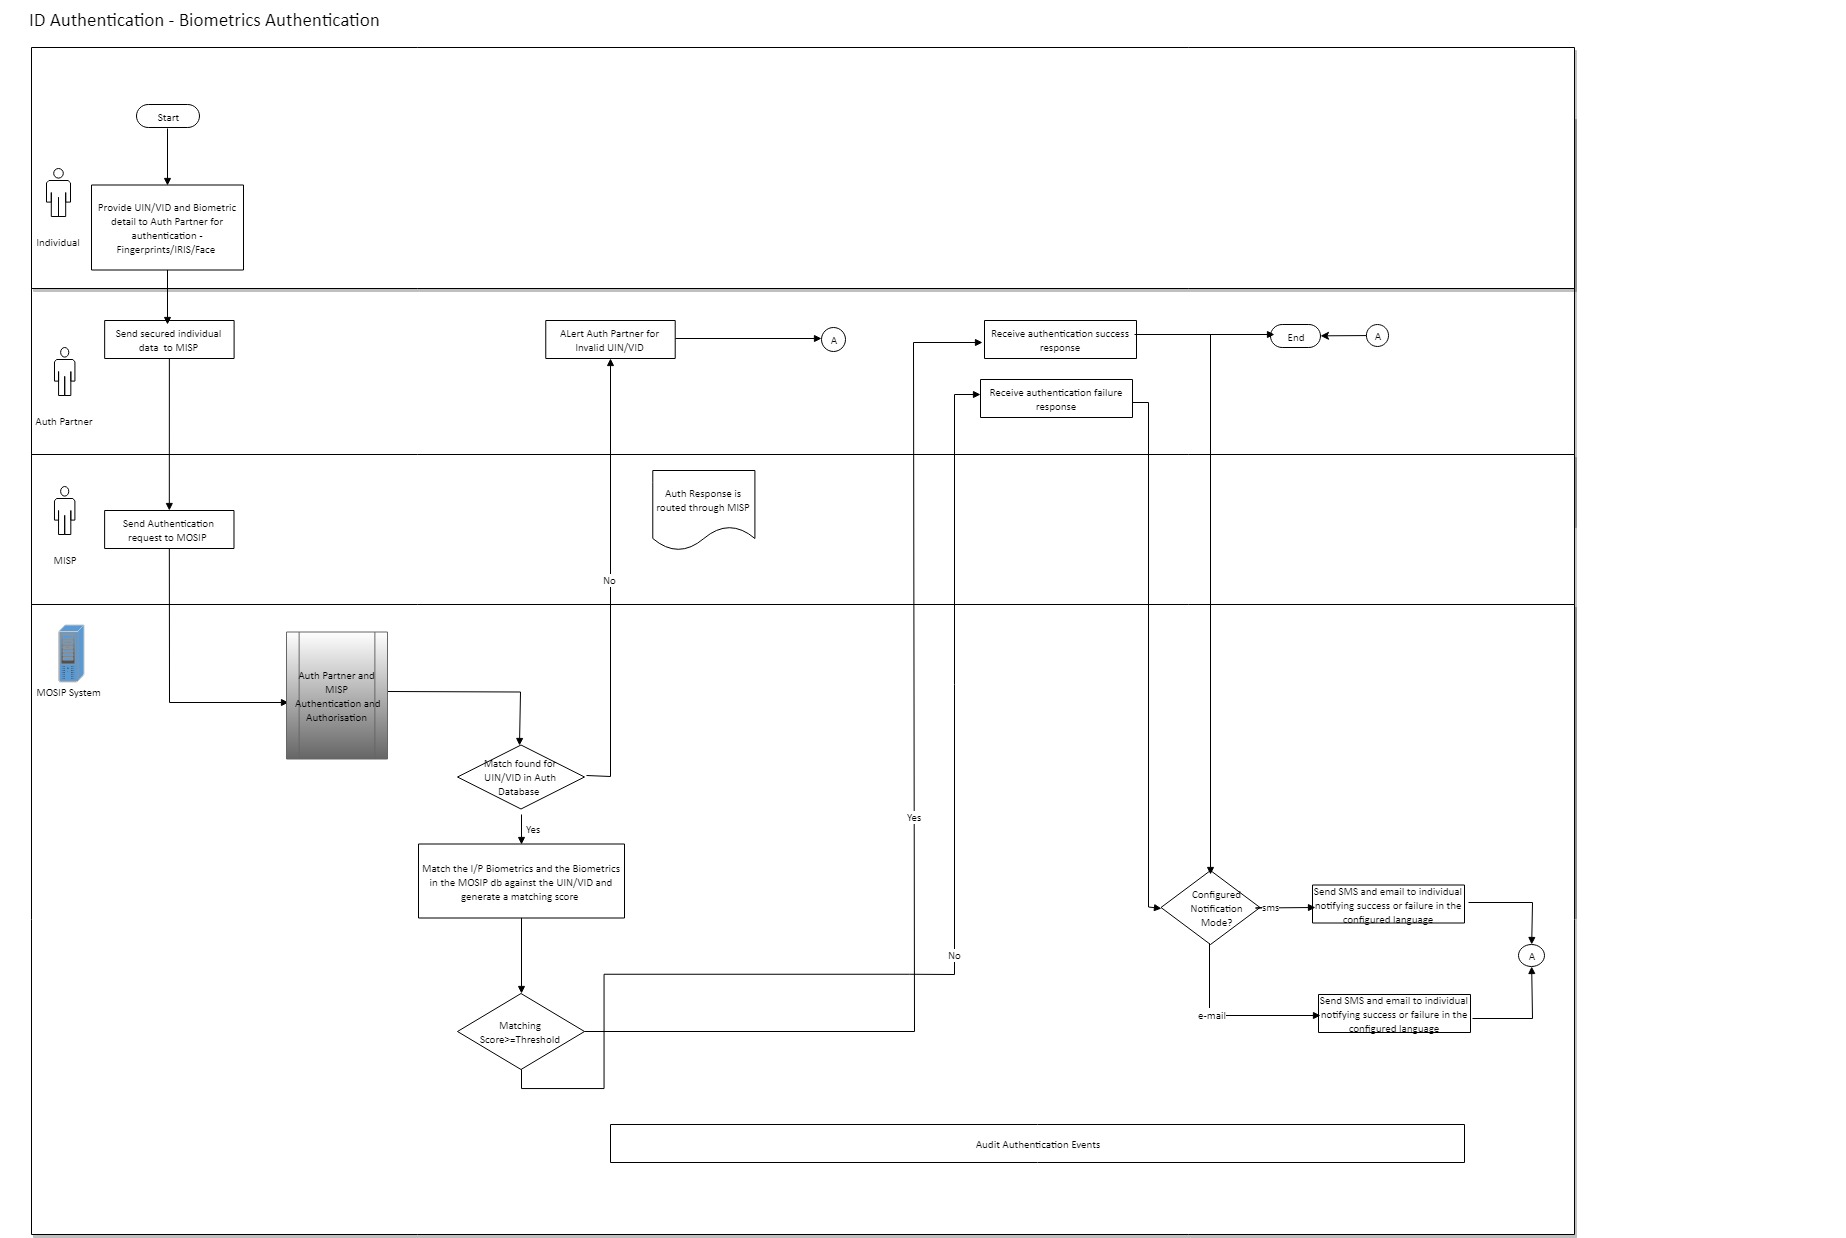 ID Authentication - Biometrics Authentication
Start
Provide UIN/VID and Biometric
detail to Auth Partner for
authentication -
Fingerprints/IRIS/Face
Individual
Send secured individual
data to MISP
Auth Partner
ALert Auth Partner for
Invalid UIN/VID
A
Receive authentication success
response
End
A
Receive authentication failure
response
Send Authentication
request to MOSIP
MISP
Auth Response is
routed through MISP
No
MOSIP System
Auth Partner and
MISP
Authentication and
Authorisation
Match found for
UIN/VID in Auth
Database
Yes
Match the I/P Biometrics and the Biometrics
in the MOSIP db against the UIN/VID and
generate a matching score
Yes
No
Matching
Score>=Threshold
Configured
Notification
Mode?
sms
Send SMS and email to individual
notifying success or failure in the
configured language
A
e-mail
Send SMS and email to individual
notifying success or failure in the
configured language
Audit Authentication Events